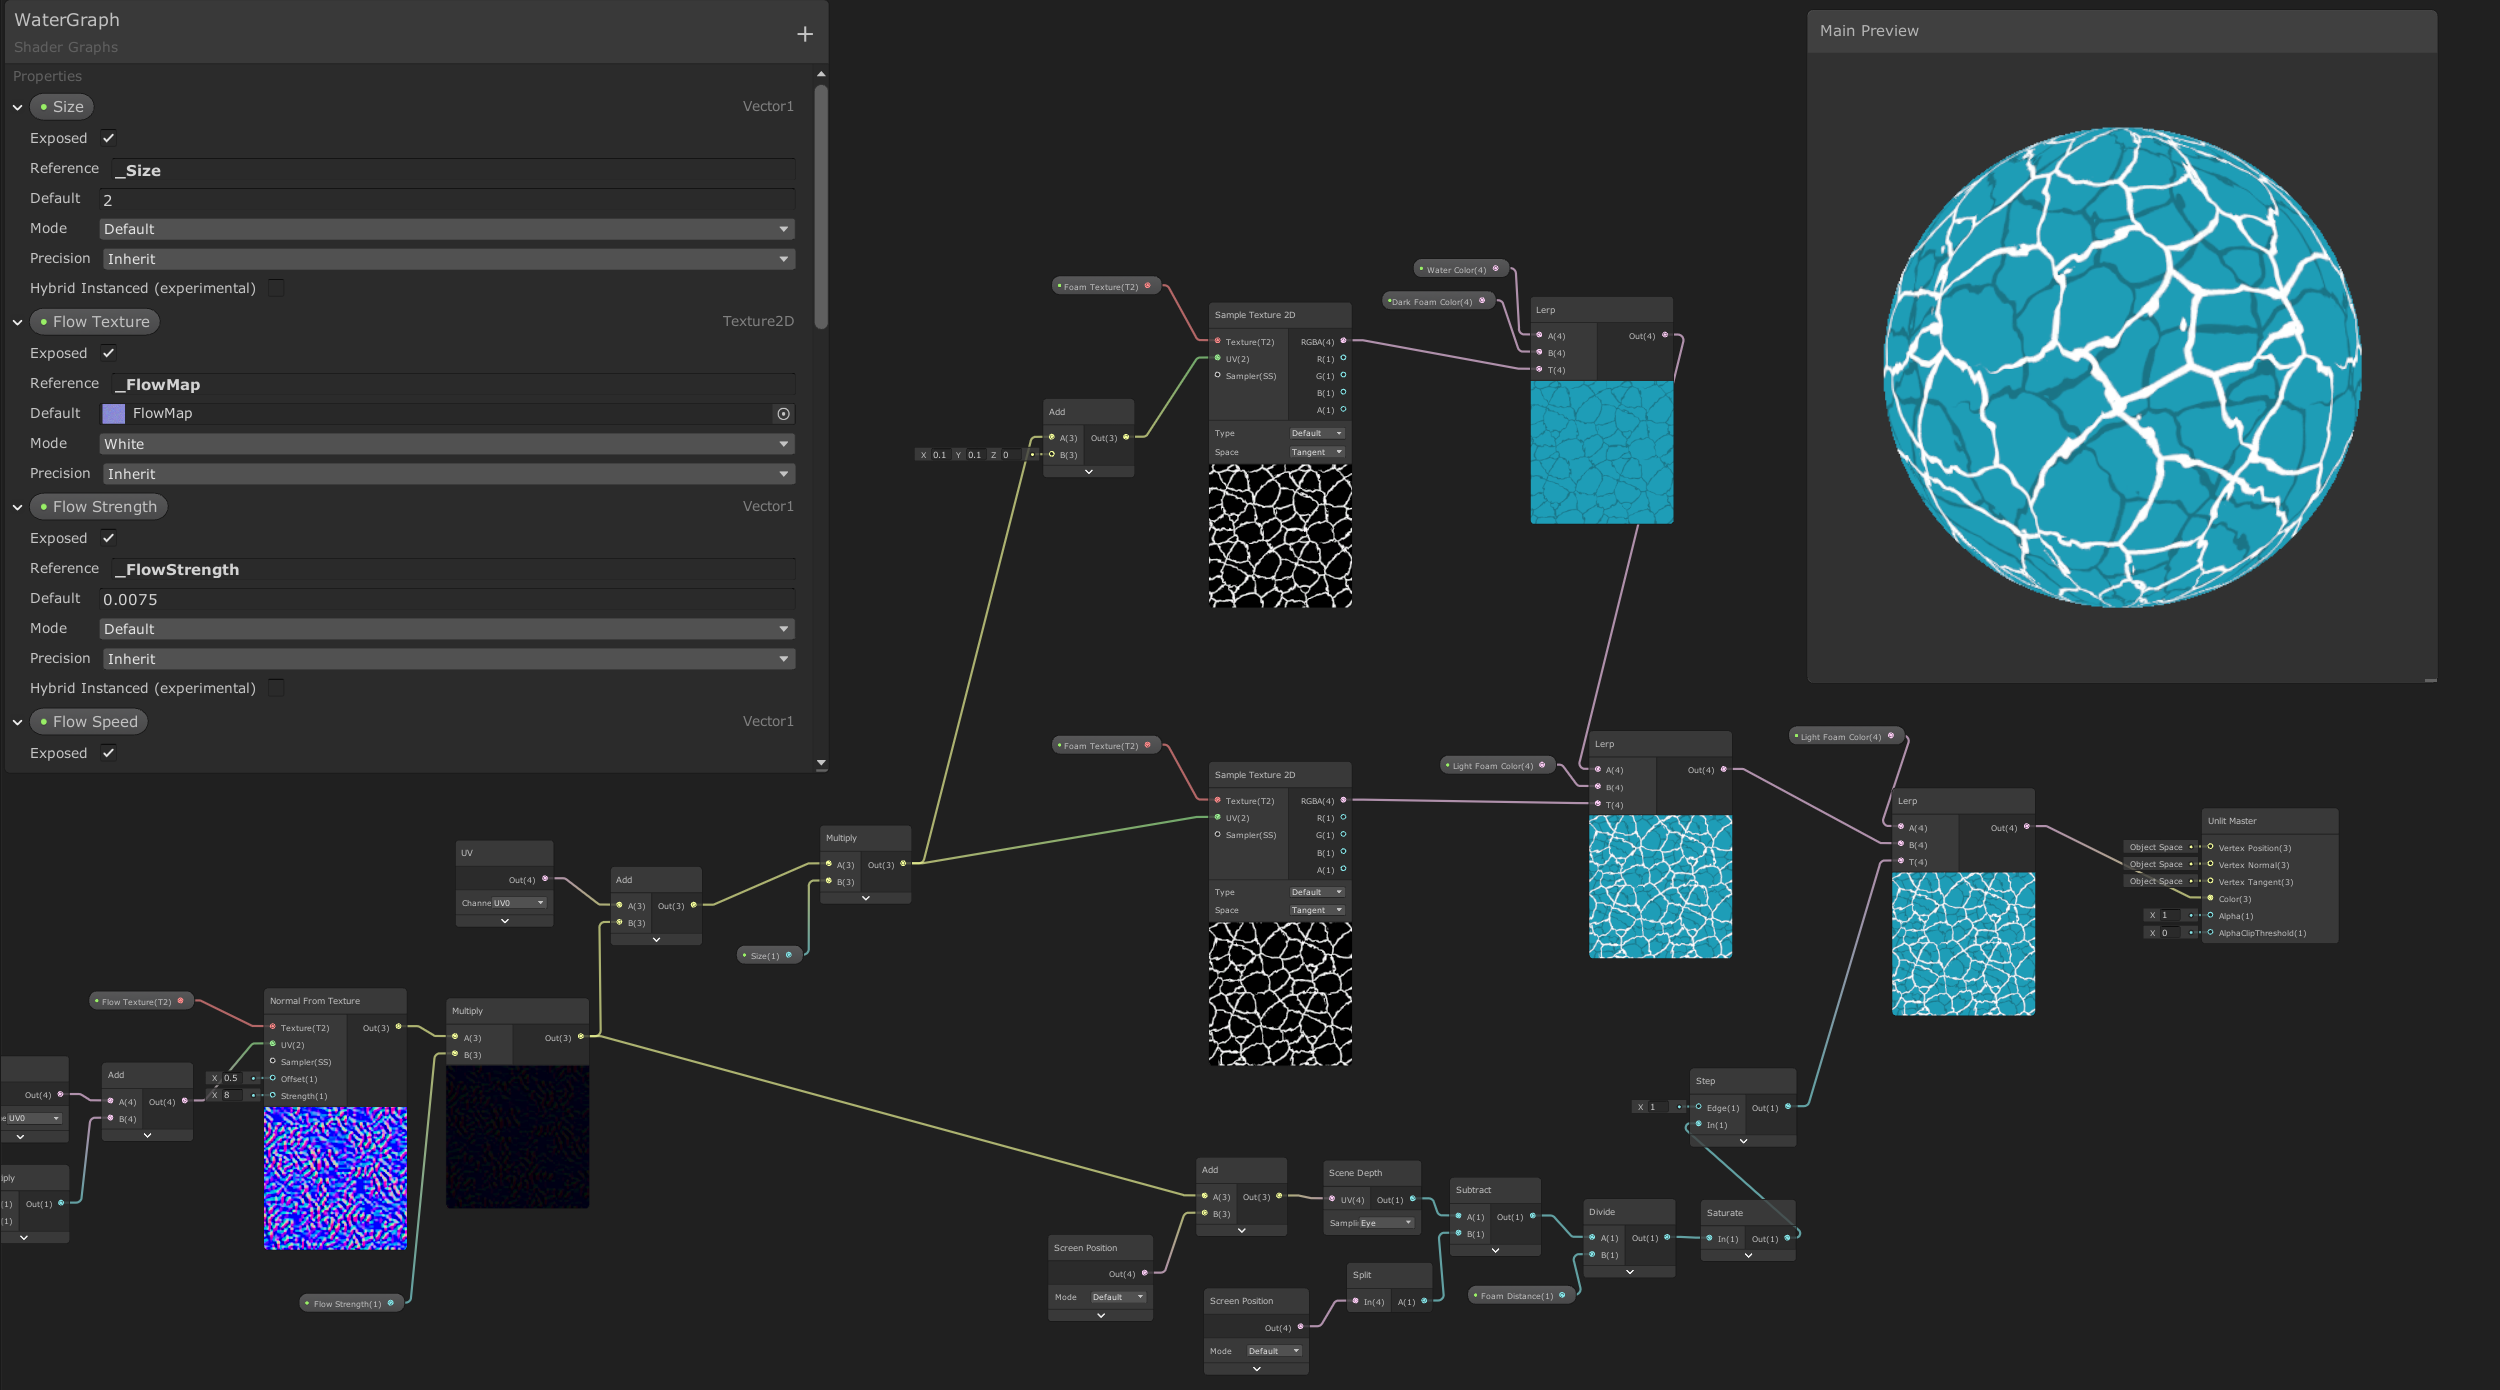 WaterGraph
Shader Graphs
Properties
Size Vector1
Exposed
Reference _Size
Default 2
Mode Default
Precision Inherit
Hybrid Instanced (experimental)
Flow Texture Texture2D
Exposed
Reference _FlowMap
Default FlowMap
Mode White
Precision Inherit
Flow Strength Vector1
Exposed
Reference _FlowStrength
Default 0.0075
Mode Default
Precision Inherit
Hybrid Instanced (experimental)
Flow Speed Vector1
Exposed
Main Preview
Foam Texture(T2)
Sample Texture 2D
Texture(T2) RGBA(4)
UV(2) R(1)
Sampler(SS) G(1)
B(1)
A(1)
Type Default
Space Tangent
Water Color(4)
Dark Foam Color(4)
Lerp
A(4) Out(4)
B(4)
T(4)
Add
A(3) Out(3)
X 0.1 Y 0.1 Z 0 B(3)
Foam Texture(T2)
Sample Texture 2D
Texture(T2) RGBA(4)
UV(2) R(1)
Sampler(SS) G(1)
B(1)
A(1)
Type Default
Space Tangent
Light Foam Color(4)
Lerp
A(4) Out(4)
B(4)
T(4)
Light Foam Color(4)
Lerp
A(4) Out(4)
B(4)
T(4)
Unlit Master
Object Space Vertex Position(3)
Object Space Vertex Normal(3)
Object Space Vertex Tangent(3)
Color(3)
X 1 Alpha(1)
X 0 AlphaClipThreshold(1)
UV
Out(4)
Channe UV0
Add
A(3) Out(3)
B(3)
Multiply
A(3) Out(3)
B(3)
Size(1)
Flow Texture(T2)
Normal From Texture
Texture(T2) Out(3)
UV(2)
Sampler(SS)
X 0.5 Offset(1)
X 8 Strength(1)
Multiply
A(3) Out(3)
B(3)
Out(4)
UV0
Add
A(4) Out(4)
B(4)
ply
(1) Out(1)
(1)
Flow Strength(1)
Step
X 1 Edge(1) Out(1)
In(1)
Add
A(3) Out(3)
B(3)
Scene Depth
UV(4) Out(1)
Sampli Eye
Subtract
A(1) Out(1)
B(1)
Divide
A(1) Out(1)
B(1)
Saturate
In(1) Out(1)
Screen Position
Out(4)
Mode Default
Screen Position
Out(4)
Mode Default
Split
In(4) A(1)
Foam Distance(1)